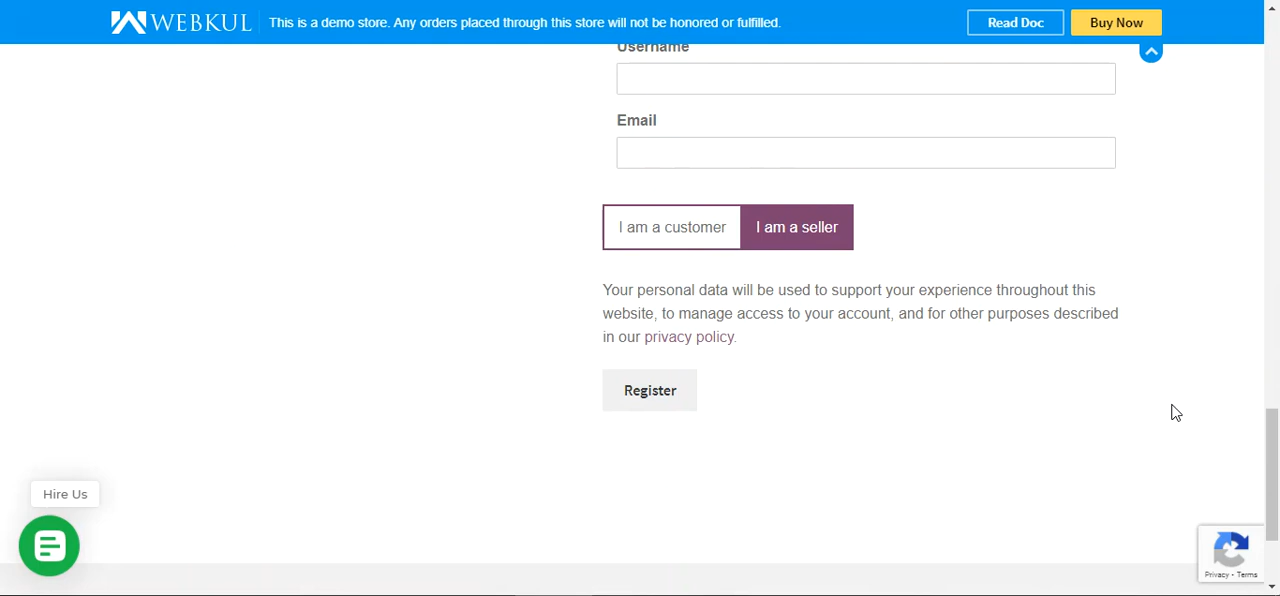 WEBKUL
This is a demo store. Any orders placed through this store will not be honored or fulfilled.
Read Doc
Buy Now
Username
Email
I am a customer
I am a seller
Your personal data will be used to support your experience throughout this
website, to manage access to your account, and for other purposes described
in our privacy policy.
Register
Hire Us
Privacy - Terms